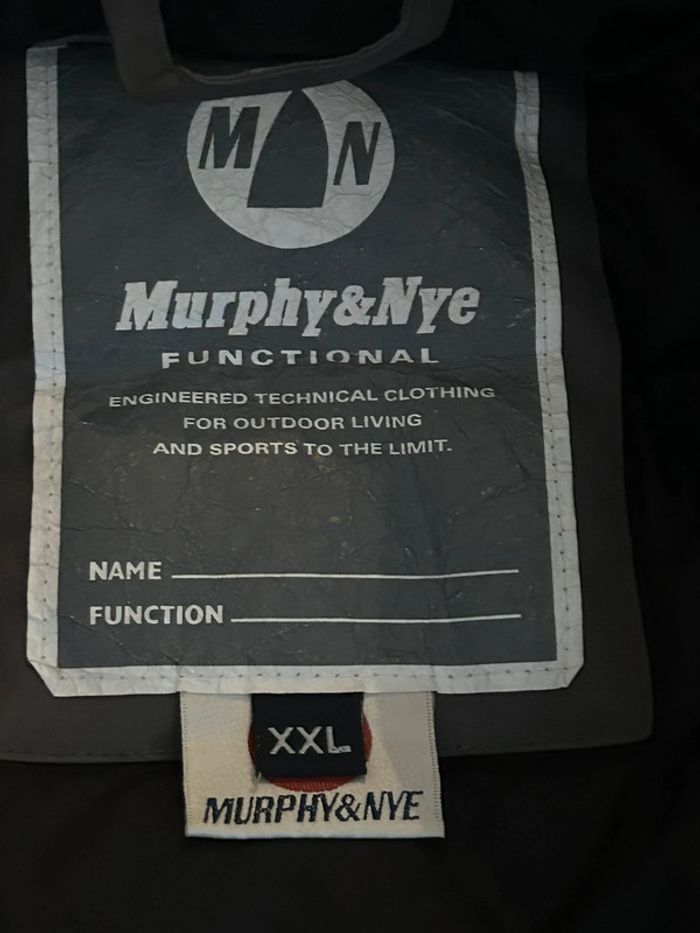 M N
Murphy&Nye
FUNCTIONAL
ENGINEERED TECHNICAL CLOTHING
FOR OUTDOOR LIVING
AND SPORTS TO THE LIMIT.
NAME
FUNCTION
XXL
MURPHY&NYE